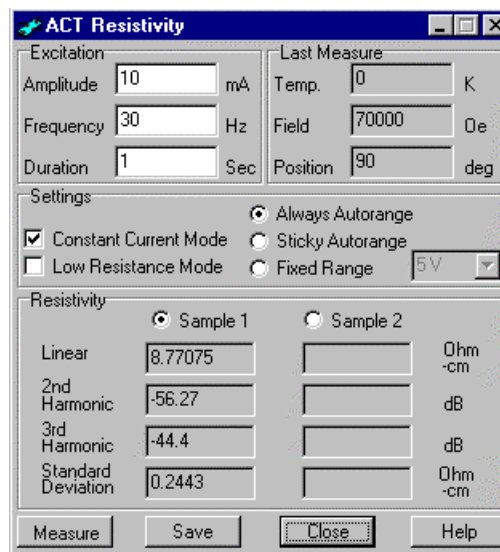 ACT Resistivity
Excitation
Amplitude 10 mA
Frequency 30 Hz
Duration 1 Sec
Last Measure
Temp. 0 K
Field 70000 Oe
Position 90 deg
Settings
Constant Current Mode
Low Resistance Mode
Always Autorange
Sticky Autorange
Fixed Range 5 V
Resistivity
Sample 1 Sample 2
Linear 8.77075 Ohm
-cm
2nd
Harmonic -56.27 dB
3rd
Harmonic -44.4 dB
Standard
Deviation 0.2443 Ohm
-cm
Measure Save Close Help